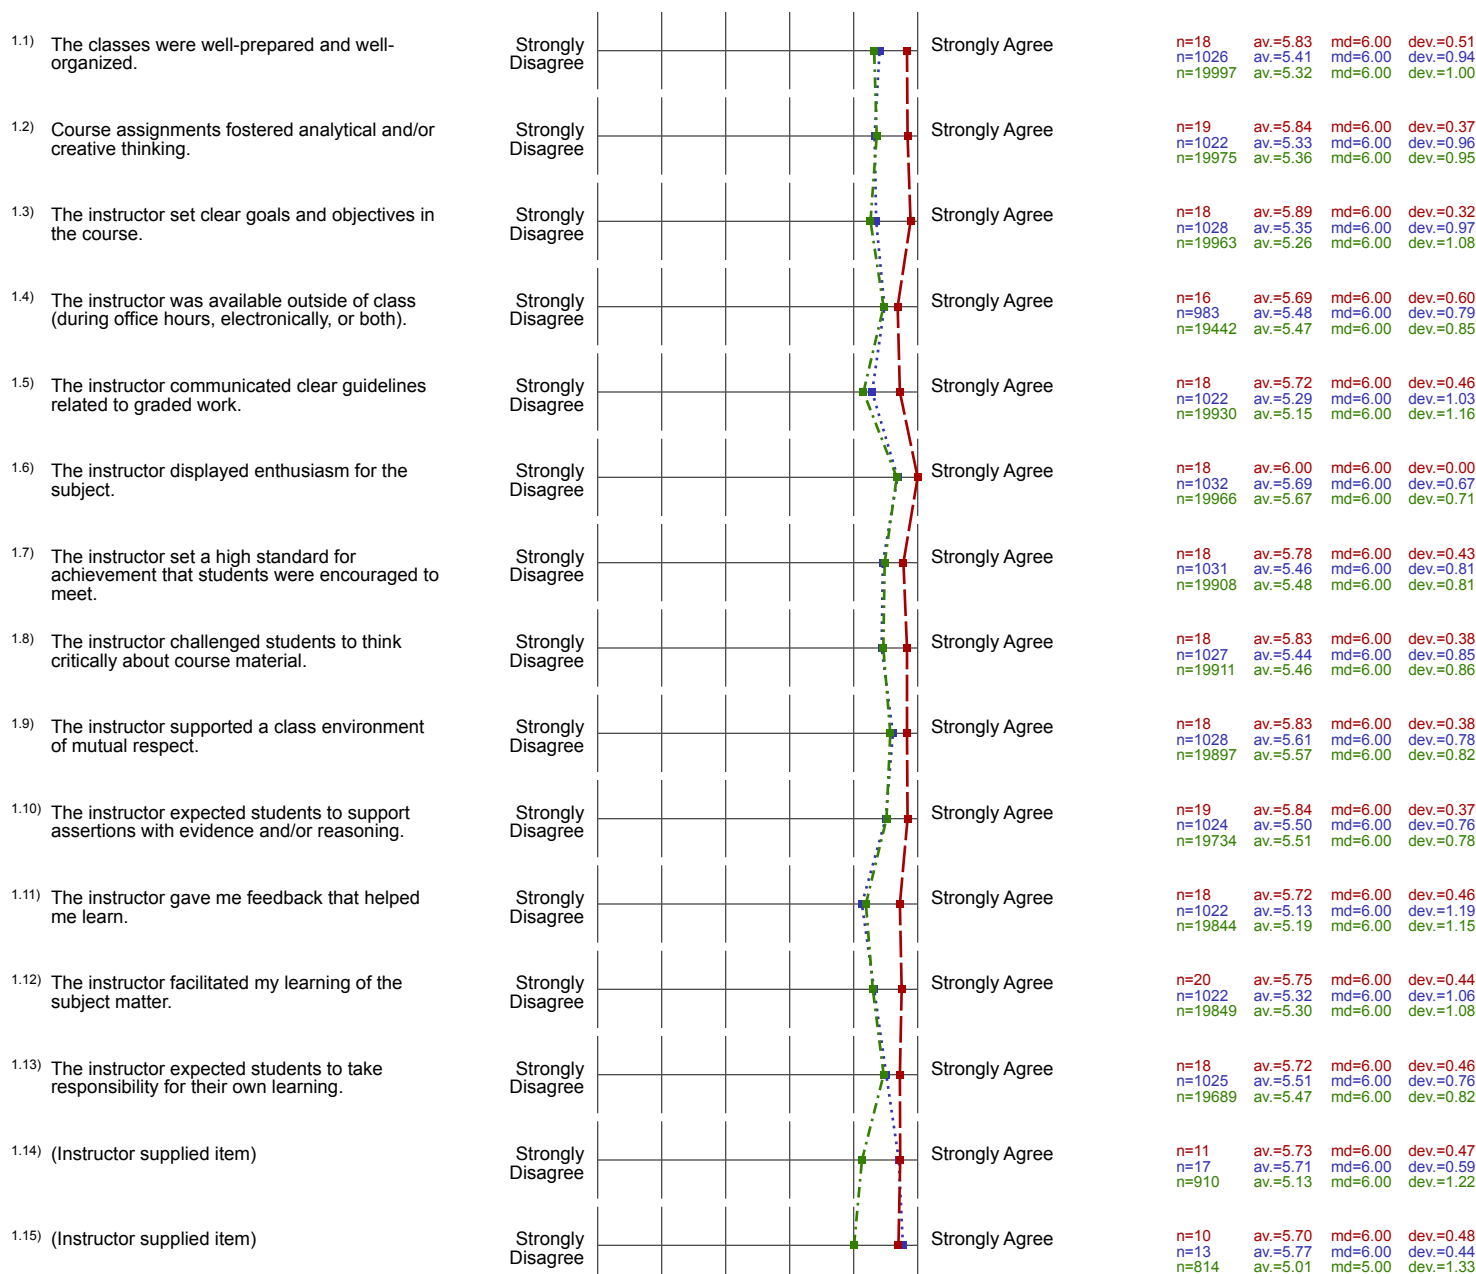 1.1) The classes were well-prepared and well-
organized.
Strongly
Disagree
Strongly Agree
n=18 av.=5.83 md=6.00 dev.=0.51
n=1026 av.=5.41 md=6.00 dev.=0.94
n=19997 av.=5.32 md=6.00 dev.=1.00
1.2) Course assignments fostered analytical and/or
creative thinking.
Strongly
Disagree
Strongly Agree
n=19 av.=5.84 md=6.00 dev.=0.37
n=1022 av.=5.33 md=6.00 dev.=0.96
n=19975 av.=5.36 md=6.00 dev.=0.95
1.3) The instructor set clear goals and objectives in
the course.
Strongly
Disagree
Strongly Agree
n=18 av.=5.89 md=6.00 dev.=0.32
n=1028 av.=5.35 md=6.00 dev.=0.97
n=19963 av.=5.26 md=6.00 dev.=1.08
1.4) The instructor was available outside of class
(during office hours, electronically, or both).
Strongly
Disagree
Strongly Agree
n=16 av.=5.69 md=6.00 dev.=0.60
n=983 av.=5.48 md=6.00 dev.=0.79
n=19442 av.=5.47 md=6.00 dev.=0.85
1.5) The instructor communicated clear guidelines
related to graded work.
Strongly
Disagree
Strongly Agree
n=18 av.=5.72 md=6.00 dev.=0.46
n=1022 av.=5.29 md=6.00 dev.=1.03
n=19930 av.=5.15 md=6.00 dev.=1.16
1.6) The instructor displayed enthusiasm for the
subject.
Strongly
Disagree
Strongly Agree
n=18 av.=6.00 md=6.00 dev.=0.00
n=1032 av.=5.69 md=6.00 dev.=0.67
n=19966 av.=5.67 md=6.00 dev.=0.71
1.7) The instructor set a high standard for
achievement that students were encouraged to
meet.
Strongly
Disagree
Strongly Agree
n=18 av.=5.78 md=6.00 dev.=0.43
n=1031 av.=5.46 md=6.00 dev.=0.81
n=19908 av.=5.48 md=6.00 dev.=0.81
1.8) The instructor challenged students to think
critically about course material.
Strongly
Disagree
Strongly Agree
n=18 av.=5.83 md=6.00 dev.=0.38
n=1027 av.=5.44 md=6.00 dev.=0.85
n=19911 av.=5.46 md=6.00 dev.=0.86
1.9) The instructor supported a class environment
of mutual respect.
Strongly
Disagree
Strongly Agree
n=18 av.=5.83 md=6.00 dev.=0.38
n=1028 av.=5.61 md=6.00 dev.=0.78
n=19897 av.=5.57 md=6.00 dev.=0.82
1.10) The instructor expected students to support
assertions with evidence and/or reasoning.
Strongly
Disagree
Strongly Agree
n=19 av.=5.84 md=6.00 dev.=0.37
n=1024 av.=5.50 md=6.00 dev.=0.76
n=19734 av.=5.51 md=6.00 dev.=0.78
1.11) The instructor gave me feedback that helped
me learn.
Strongly
Disagree
Strongly Agree
n=18 av.=5.72 md=6.00 dev.=0.46
n=1022 av.=5.13 md=6.00 dev.=1.19
n=19844 av.=5.19 md=6.00 dev.=1.15
1.12) The instructor facilitated my learning of the
subject matter.
Strongly
Disagree
Strongly Agree
n=20 av.=5.75 md=6.00 dev.=0.44
n=1022 av.=5.32 md=6.00 dev.=1.06
n=19849 av.=5.30 md=6.00 dev.=1.08
1.13) The instructor expected students to take
responsibility for their own learning.
Strongly
Disagree
Strongly Agree
n=18 av.=5.72 md=6.00 dev.=0.46
n=1025 av.=5.51 md=6.00 dev.=0.76
n=19689 av.=5.47 md=6.00 dev.=0.82
1.14) (Instructor supplied item)
Strongly
Disagree
Strongly Agree
n=11 av.=5.73 md=6.00 dev.=0.47
n=17 av.=5.71 md=6.00 dev.=0.59
n=910 av.=5.13 md=6.00 dev.=1.22
1.15) (Instructor supplied item)
Strongly
Disagree
Strongly Agree
n=10 av.=5.70 md=6.00 dev.=0.48
n=13 av.=5.77 md=6.00 dev.=0.44
n=814 av.=5.01 md=5.00 dev.=1.33